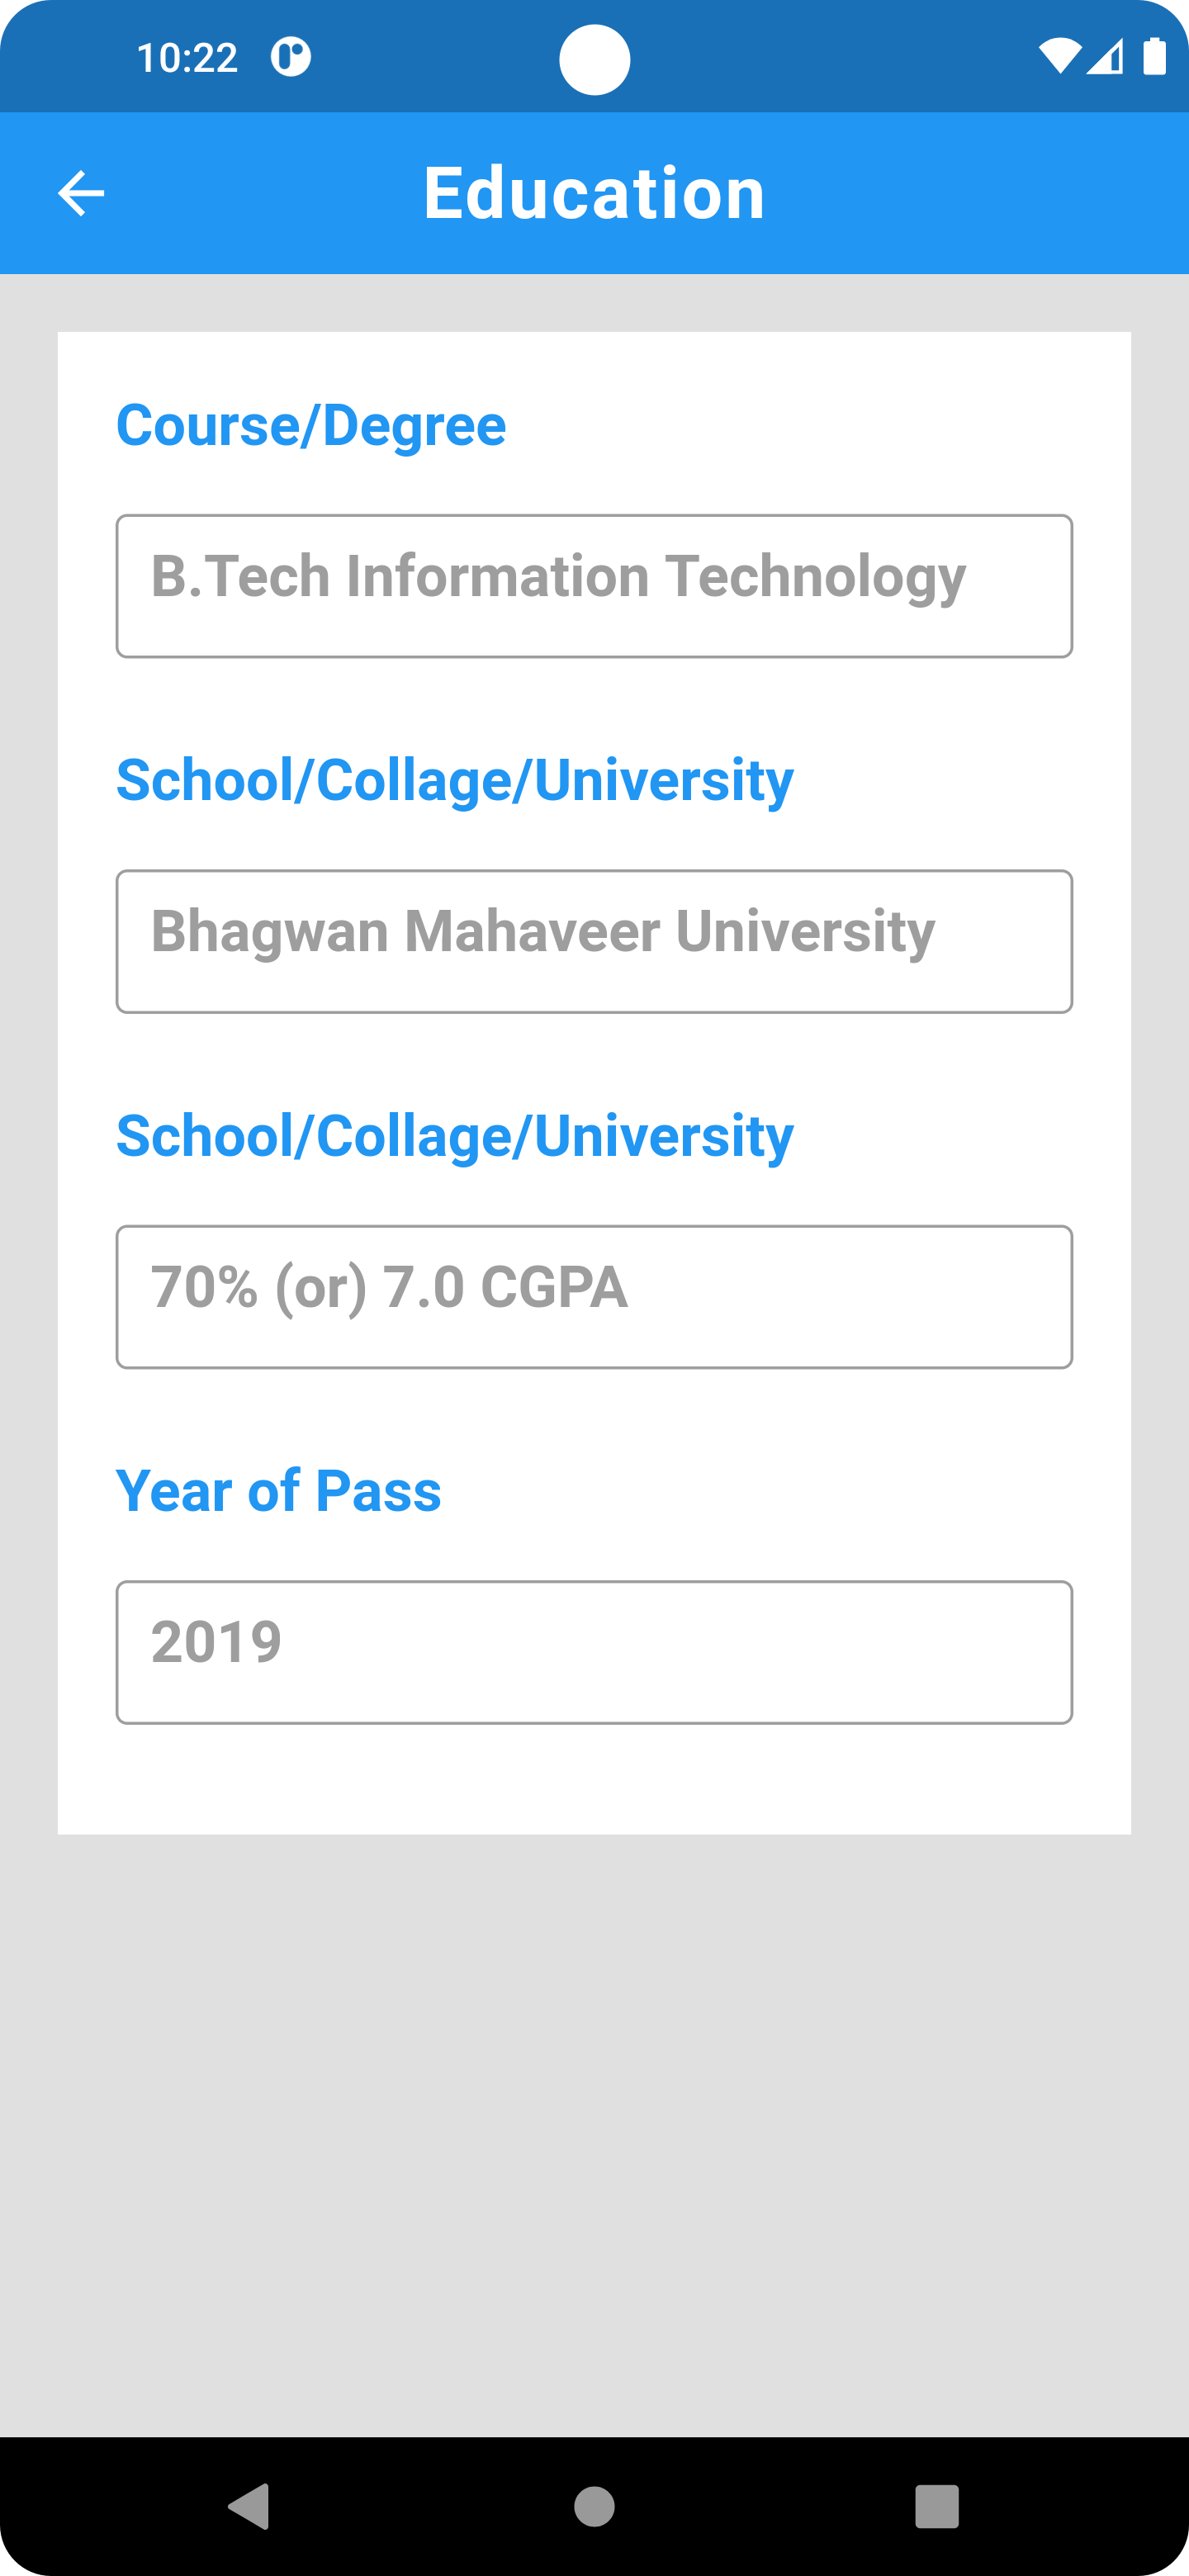 10:22
Education
Course/Degree
B.Tech Information Technology
School/Collage/University
Bhagwan Mahaveer University
School/Collage/University
70% (or) 7.0 CGPA
Year of Pass
2019